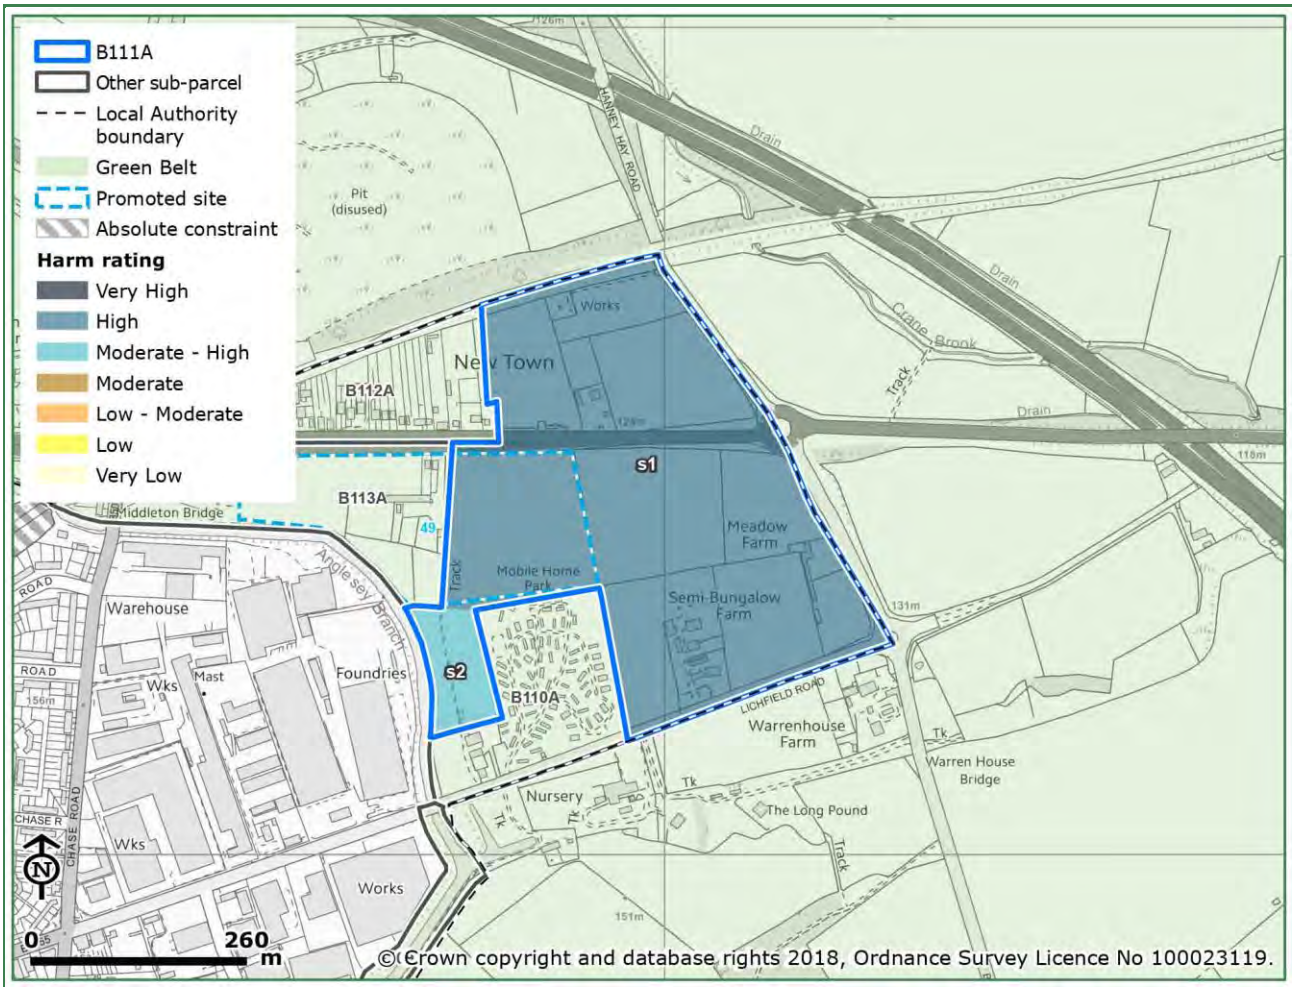 B111A
Other sub-parcel
Local Authority
boundary
Green Belt
Promoted site
Absolute constraint
Harm rating
Very High
High
Moderate - High
Moderate
Low - Moderate
Low
Very Low
126m
HANNEY HAY ROAD
Drain
Pit
(disused)
Drain
Crane Brook
Track
Drain
118m
Works
New Town
B112A
129m
s1
B113A
49
Middleton Bridge
Anglesey Branch
Track
Mobile Home
Park
Meadow
Farm
Semi-Bungalow
Farm
131m
ROAD
Warehouse
ROAD
156m
Wks
Mast
Foundries
s2
B110A
LICHFIELD ROAD
Warrenhouse
Farm
Tk
Warren House
Bridge
Tk
Nursery
Tk
The Long Pound
Track
CHASE R
CHASE ROAD
Wks
Works
151m
N
0 260
m
© Crown copyright and database rights 2018, Ordnance Survey Licence No 100023119.